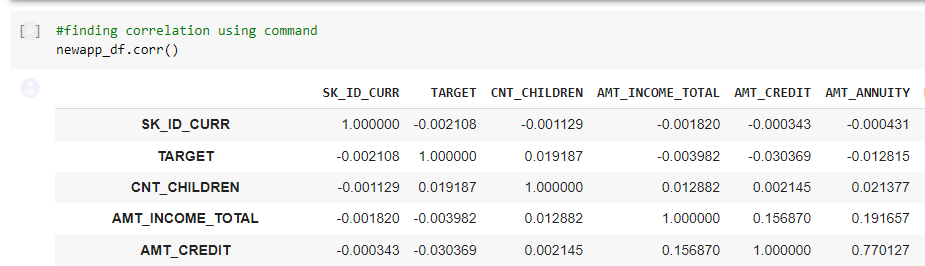 [ ] #finding correlation using command
newapp_df.corr()
SK_ID_CURR TARGET CNT_CHILDREN AMT_INCOME_TOTAL AMT_CREDIT AMT_ANNUITY
SK_ID_CURR 1.000000 -0.002108 -0.001129 -0.001820 -0.000343 -0.000431
TARGET -0.002108 1.000000 0.019187 -0.003982 -0.030369 -0.012815
CNT_CHILDREN -0.001129 0.019187 1.000000 0.012882 0.002145 0.021377
AMT_INCOME_TOTAL -0.001820 -0.003982 0.012882 1.000000 0.156870 0.191657
AMT_CREDIT -0.000343 -0.030369 0.002145 0.156870 1.000000 0.770127